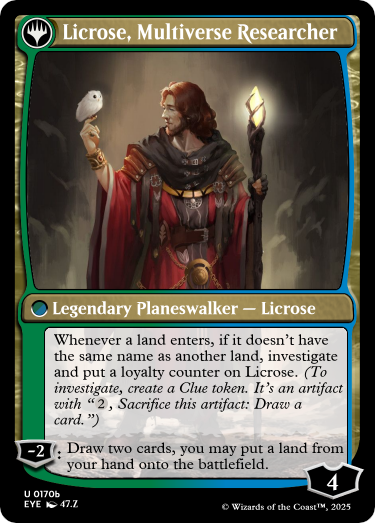 Licrose, Multiverse Researcher
Legendary Planeswalker — Licrose
Whenever a land enters, if it doesn't have
the same name as another land, investigate
and put a loyalty counter on Licrose. (To
investigate, create a Clue token. It's an artifact
with “2, Sacrifice this artifact: Draw a
card.”)
-2: Draw two cards, you may put a land from
your hand onto the battlefield.
4
U 0170b
EYE 47.Z
© Wizards of the Coast™, 2025